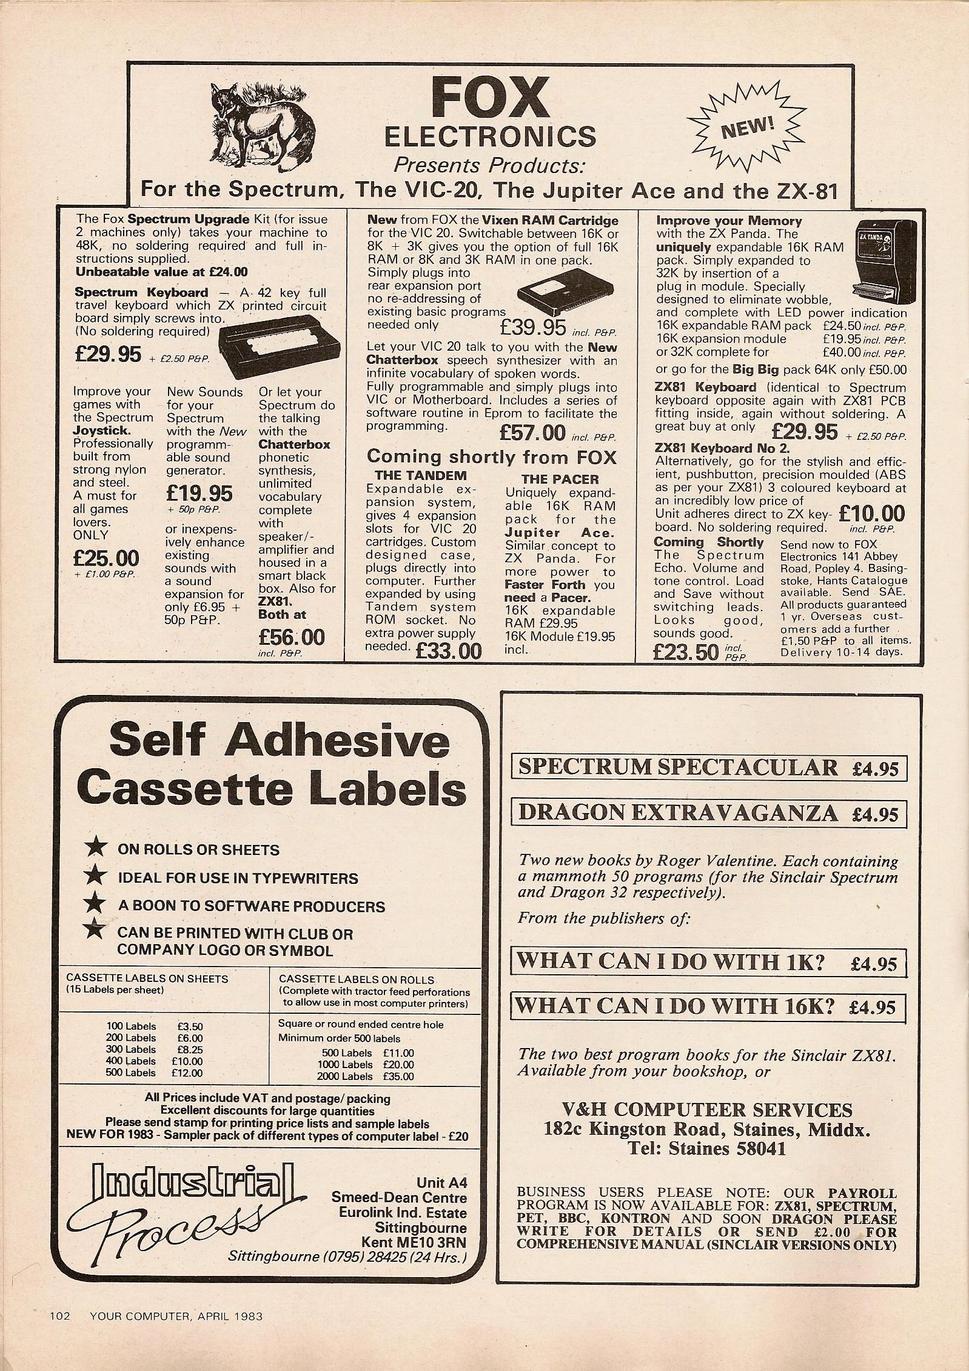 FOX
ELECTRONICS
Presents Products:
NEW!
For the Spectrum, The VIC-20, The Jupiter Ace and the ZX-81
The Fox Spectrum Upgrade Kit (for issue
2 machines only) takes your machine to
48K, no soldering required and full in-
structions supplied.
Unbeatable value at £24.00
Spectrum Keyboard — A 42 key full
travel keyboard which ZX printed circuit
board simply screws into.
(No soldering required)
£29.95 + £2.50 P&P.
Improve your
games with
the Spectrum
Joystick.
Professionally
built from
strong nylon
and steel.
A must for
all games
lovers.
ONLY
£25.00
+ £1.00 P&P.
New Sounds
for your
Spectrum
with the New
programm-
able sound
generator.
£19.95
+ 50p P&P.
or inexpens-
ively enhance
existing
sounds with
a sound
expansion for
only £6.95 +
50p P&P.
Or let your
Spectrum do
the talking
with the
Chatterbox
phonetic
synthesis,
unlimited
vocabulary
complete
with
speaker/-
amplifier and
housed in a
smart black
box. Also for
ZX81.
Both at
£56.00
incl. P&P.
New from FOX the Vixen RAM Cartridge
for the VIC 20. Switchable between 16K or
8K + 3K gives you the option of full 16K
RAM or 8K and 3K RAM in one pack.
Simply plugs into
rear expansion port
no re-addressing of
existing basic programs
needed only £39.95 incl. P&P.
Let your VIC 20 talk to you with the New
Chatterbox speech synthesizer with an
infinite vocabulary of spoken words.
Fully programmable and simply plugs into
VIC or Motherboard. Includes a series of
software routine in Eprom to facilitate the
programming. £57.00 incl. P&P.
Coming shortly from FOX
THE TANDEM
Expandable ex-
pansion system,
gives 4 expansion
slots for VIC 20
cartridges. Custom
designed case,
plugs directly into
computer. Further
expanded by using
Tandem system
ROM socket. No
extra power supply
needed. £33.00
THE PACER
Uniquely expand-
able 16K RAM
pack for the
Jupiter Ace.
Similar concept to
ZX Panda. For
more power to
Faster Forth you
need a Pacer.
16K expandable
RAM £29.95
16K Module £19.95
incl.
Improve your Memory
with the ZX Panda. The
uniquely expandable 16K RAM
pack. Simply expanded to
32K by insertion of a
plug in module. Specially
designed to eliminate wobble,
and complete with LED power indication
16K expandable RAM pack £24.50 incl. P&P.
16K expansion module £19.95 incl. P&P.
or 32K complete for £40.00 incl. P&P.
or go for the Big Big pack 64K only £50.00
ZX PANDA
ZX81 Keyboard (identical to Spectrum
keyboard opposite again with ZX81 PCB
fitting inside, again without soldering. A
great buy at only £29.95 + £2.50 P&P.
ZX81 Keyboard No 2.
Alternatively, go for the stylish and effic-
ient, pushbutton, precision moulded (ABS
as per your ZX81) 3 coloured keyboard at
an incredibly low price of
Unit adheres direct to ZX key- £10.00
board. No soldering required. incl. P&P.
Coming Shortly
The Spectrum
Echo. Volume and
tone control. Load
and Save without
switching leads.
Looks good,
sounds good.
£23.50 incl. P&P.
Send now to FOX
Electronics 141 Abbey
Road, Popley 4. Basing-
stoke, Hants Catalogue
available. Send SAE.
All products guaranteed
1 yr. Overseas cust-
omers add a further
£1,50 P&P to all items.
Delivery 10-14 days.
Self Adhesive
Cassette Labels
★ ON ROLLS OR SHEETS
★ IDEAL FOR USE IN TYPEWRITERS
★ A BOON TO SOFTWARE PRODUCERS
★ CAN BE PRINTED WITH CLUB OR
COMPANY LOGO OR SYMBOL
CASSETTE LABELS ON SHEETS
(15 Labels per sheet)
100 Labels £3.50
200 Labels £6.00
300 Labels £8.25
400 Labels £10.00
500 Labels £12.00
CASSETTE LABELS ON ROLLS
(Complete with tractor feed perforations
to allow use in most computer printers)
Square or round ended centre hole
Minimum order 500 labels
500 Labels £11.00
1000 Labels £20.00
2000 Labels £35.00
All Prices include VAT and postage/packing
Excellent discounts for large quantities
Please send stamp for printing price lists and sample labels
NEW FOR 1983 - Sampler pack of different types of computer label - £20
Industrial
Process
Unit A4
Smeed-Dean Centre
Eurolink Ind. Estate
Sittingbourne
Kent ME10 3RN
Sittingbourne (0795) 28425 (24 Hrs.)
SPECTRUM SPECTACULAR £4.95
DRAGON EXTRAVAGANZA £4.95
Two new books by Roger Valentine. Each containing
a mammoth 50 programs (for the Sinclair Spectrum
and Dragon 32 respectively).
From the publishers of:
WHAT CAN I DO WITH 1K? £4.95
WHAT CAN I DO WITH 16K? £4.95
The two best program books for the Sinclair ZX81.
Available from your bookshop, or
V&H COMPUTEER SERVICES
182c Kingston Road, Staines, Middx.
Tel: Staines 58041
BUSINESS USERS PLEASE NOTE: OUR PAYROLL
PROGRAM IS NOW AVAILABLE FOR: ZX81, SPECTRUM,
PET, BBC, KONTRON AND SOON DRAGON PLEASE
WRITE FOR DETAILS OR SEND £2.00 FOR
COMPREHENSIVE MANUAL (SINCLAIR VERSIONS ONLY)
102 YOUR COMPUTER, APRIL 1983